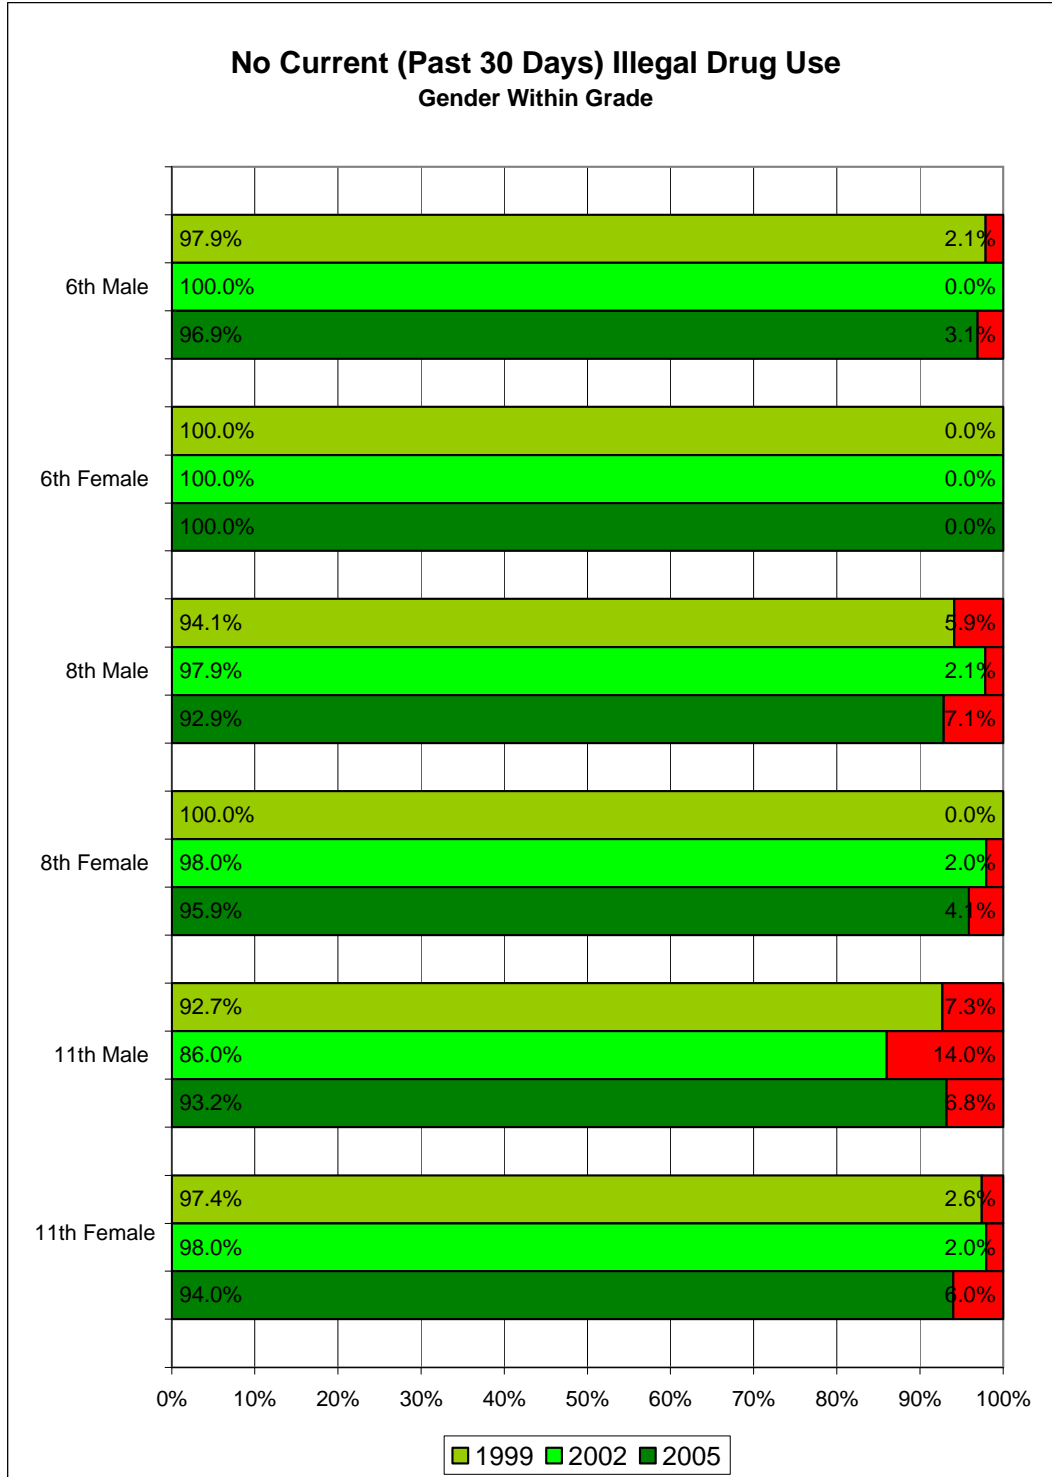 No Current (Past 30 Days) Illegal Drug Use
Gender Within Grade
97.9% 2.1%
6th Male 100.0% 0.0%
96.9% 3.1%
100.0% 0.0%
6th Female 100.0% 0.0%
100.0% 0.0%
94.1% 5.9%
8th Male 97.9% 2.1%
92.9% 7.1%
100.0% 0.0%
8th Female 98.0% 2.0%
95.9% 4.1%
92.7% 7.3%
11th Male 86.0% 14.0%
93.2% 6.8%
97.4% 2.6%
11th Female 98.0% 2.0%
94.0% 6.0%
0% 10% 20% 30% 40% 50% 60% 70% 80% 90% 100%
1999 2002 2005